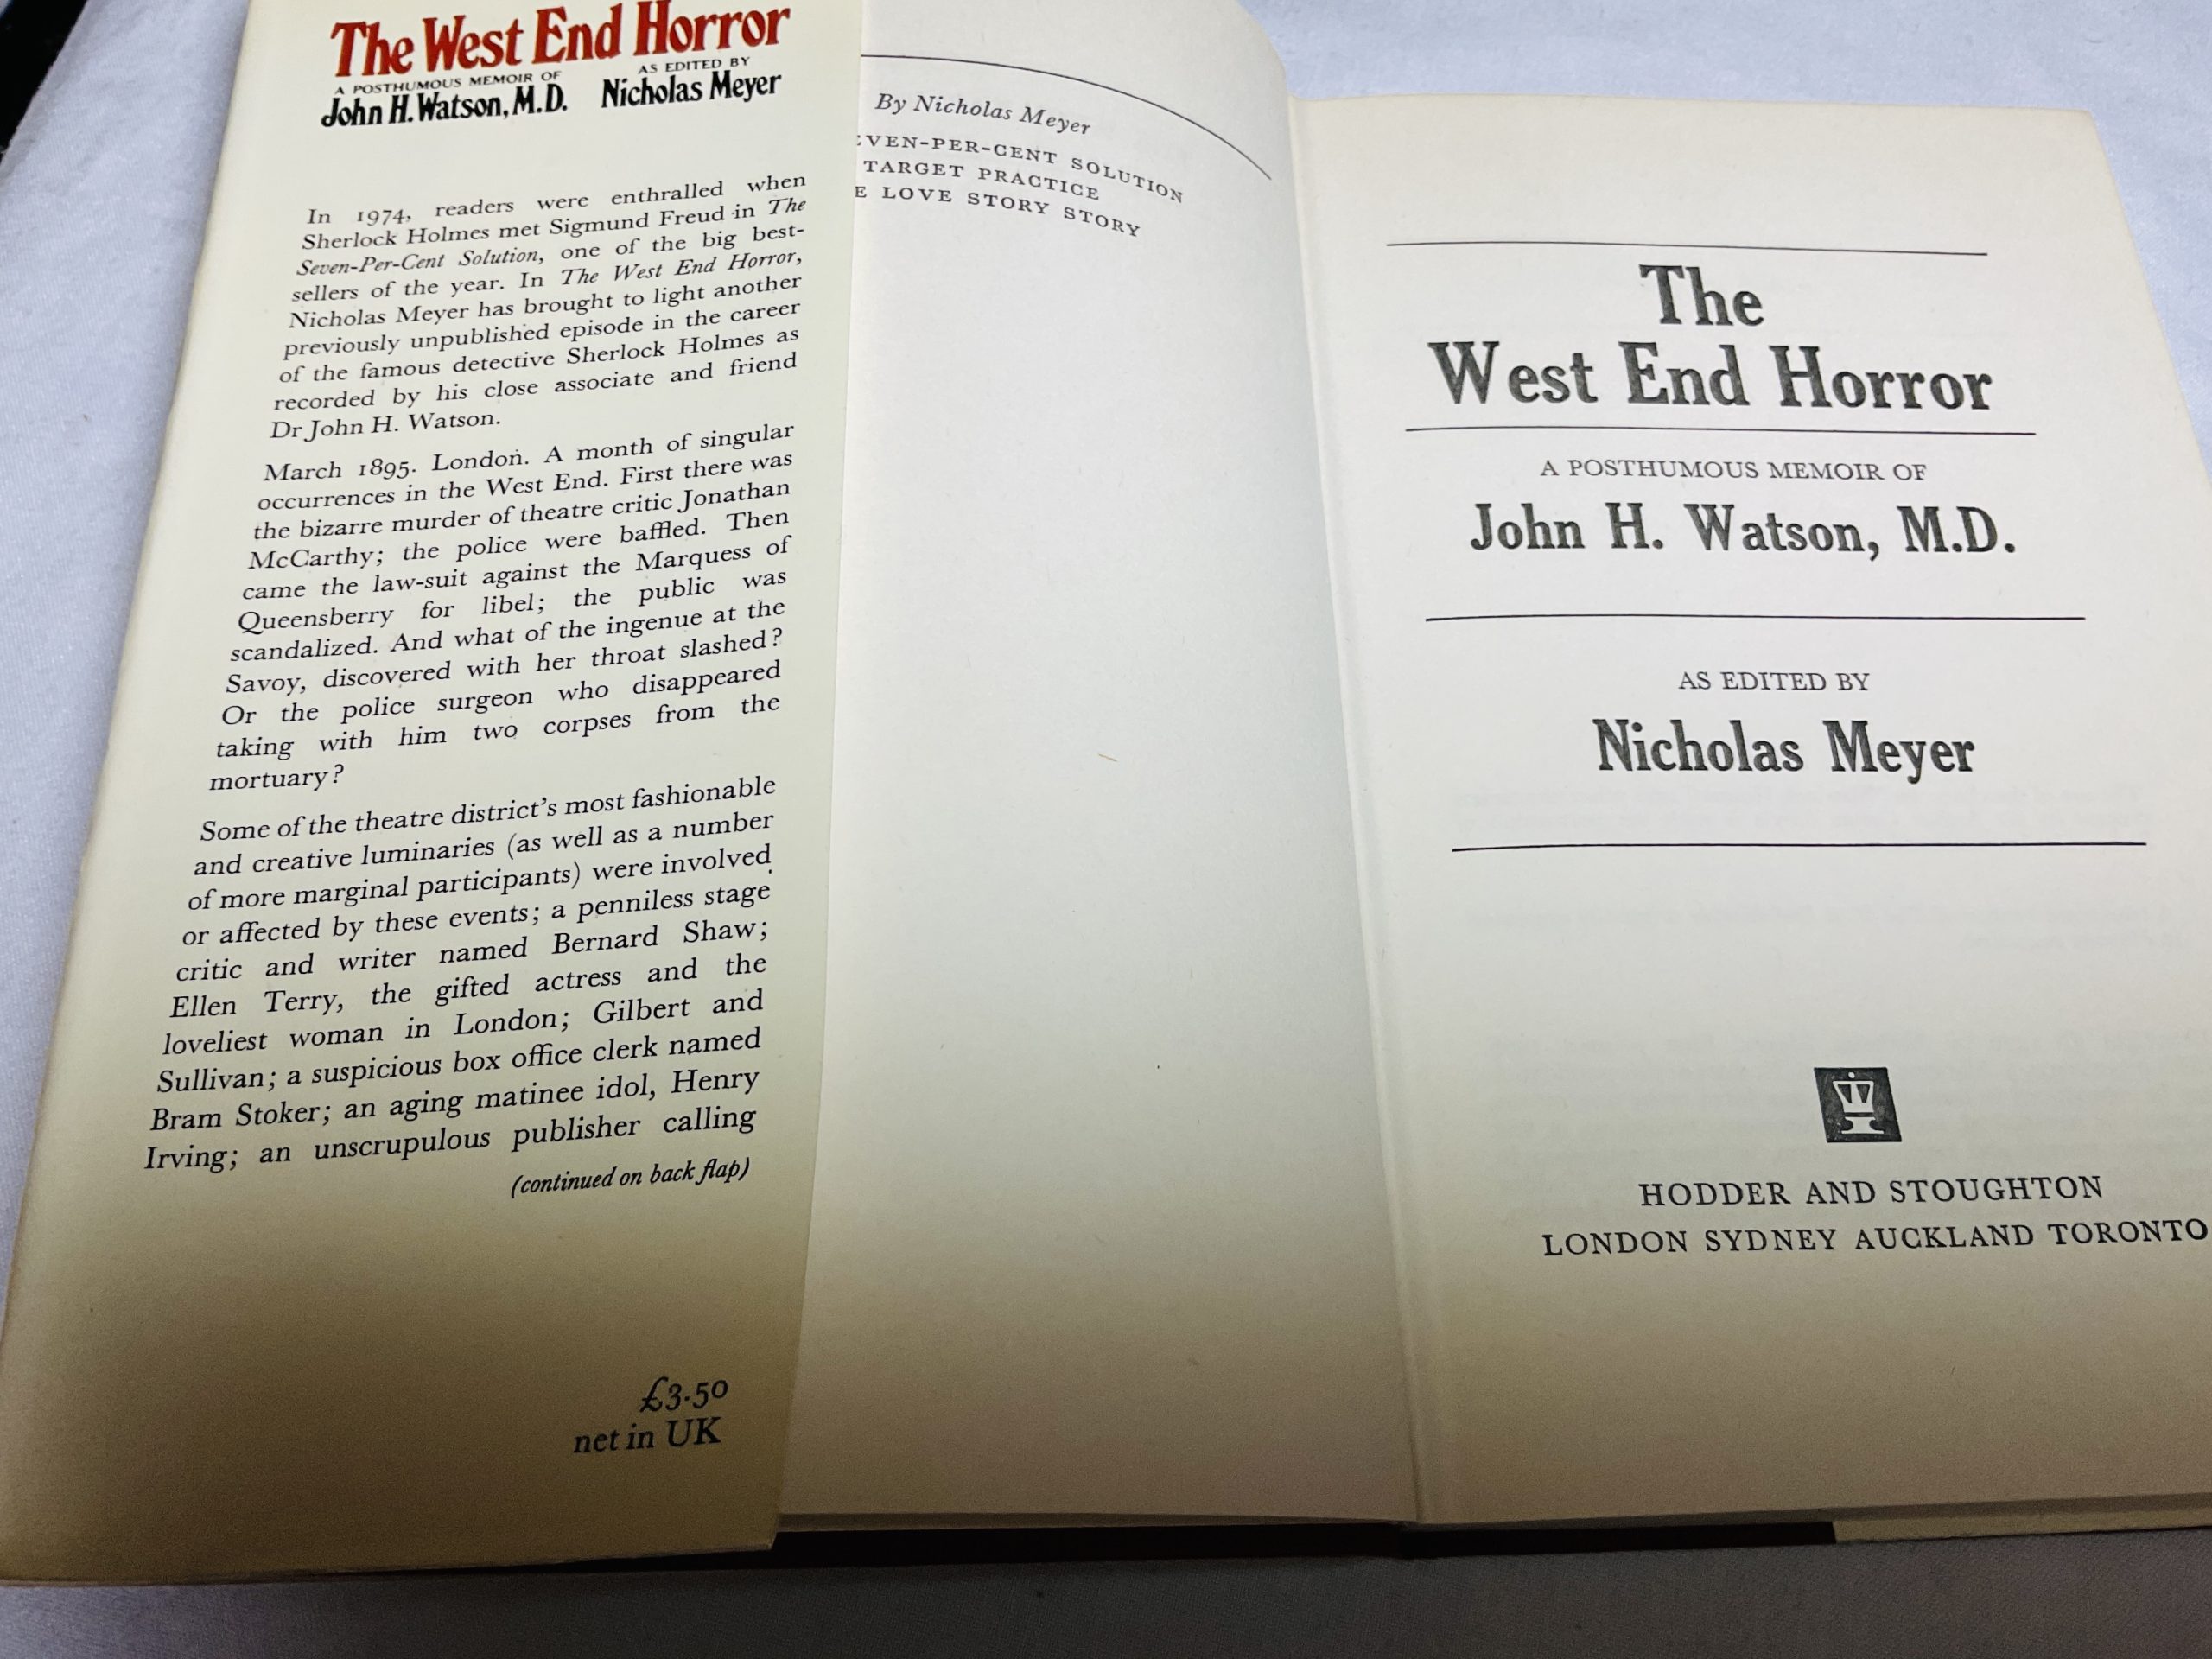 The West End Horror
A POSTHUMOUS MEMOIR OF
John H. Watson, M.D.
AS EDITED BY
Nicholas Meyer
In 1974, readers were enthralled when
Sherlock Holmes met Sigmund Freud in The
Seven-Per-Cent Solution, one of the big best-
sellers of the year. In The West End Horror,
Nicholas Meyer has brought to light another
previously unpublished episode in the career
of the famous detective Sherlock Holmes as
recorded by his close associate and friend
Dr John H. Watson.
March 1895. London. A month of singular
occurrences in the West End. First there was
the bizarre murder of theatre critic Jonathan
McCarthy; the police were baffled. Then
came the law-suit against the Marquess of
Queensberry for libel; the public was
scandalized. And what of the ingenue at the
Savoy, discovered with her throat slashed?
Or the police surgeon who disappeared
taking with him two corpses from the
mortuary?
Some of the theatre district's most fashionable
and creative luminaries (as well as a number
of more marginal participants) were involved
or affected by these events; a penniless stage
critic and writer named Bernard Shaw;
Ellen Terry, the gifted actress and the
loveliest woman in London; Gilbert and
Sullivan; a suspicious box office clerk named
Bram Stoker; an aging matinee idol, Henry
Irving; an unscrupulous publisher calling
(continued on back flap)
£3·50
net in UK
By Nicholas Meyer
EVEN-PER-CENT SOLUTION
TARGET PRACTICE
E LOVE STORY STORY
The
West End Horror
A POSTHUMOUS MEMOIR OF
John H. Watson, M.D.
AS EDITED BY
Nicholas Meyer
HODDER AND STOUGHTON
LONDON SYDNEY AUCKLAND TORONTO